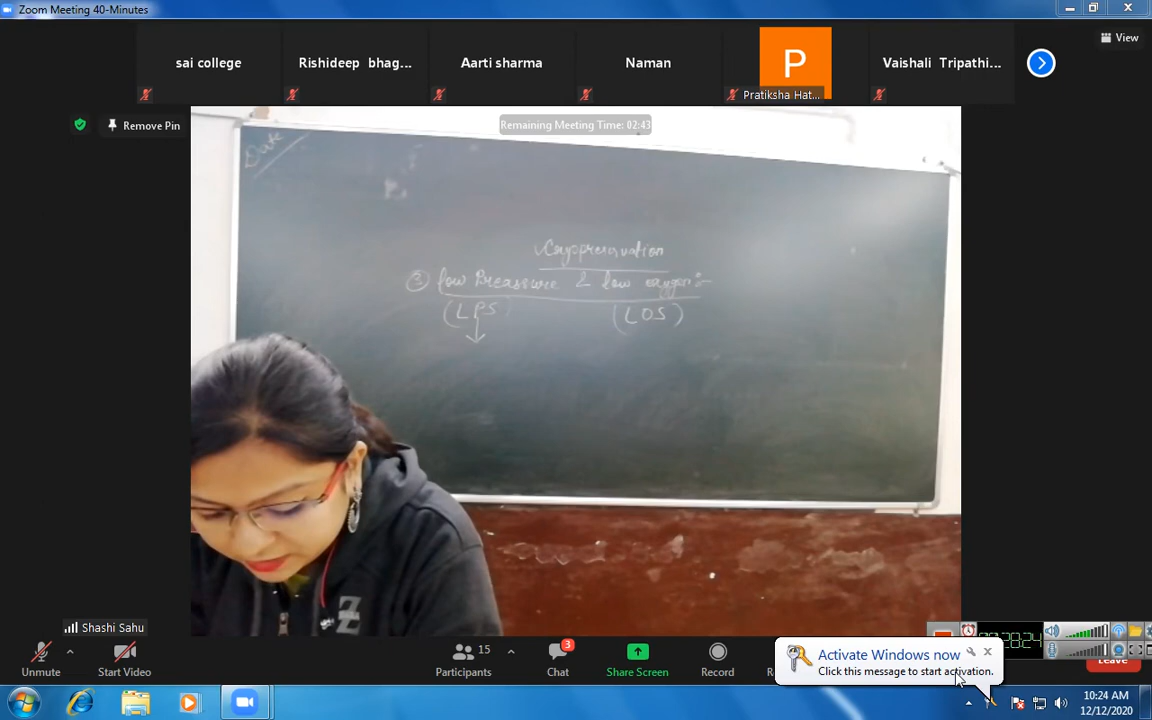 Zoom Meeting 40-Minutes
View
sai college
Rishideep bhag...
Aarti sharma
Naman
P
Pratiksha Hat...
Vaishali Tripathi...
Remove Pin
Remaining Meeting Time: 02:43
Date
Cryopreservation
③ low Preassure & low oxygen:-
(LPS) (LOS)
Shashi Sahu
Unmute
Start Video
15
Participants
3
Chat
Share Screen
Record
Leave
Activate Windows now
Click this message to start activation.
10:24 AM
12/12/2020